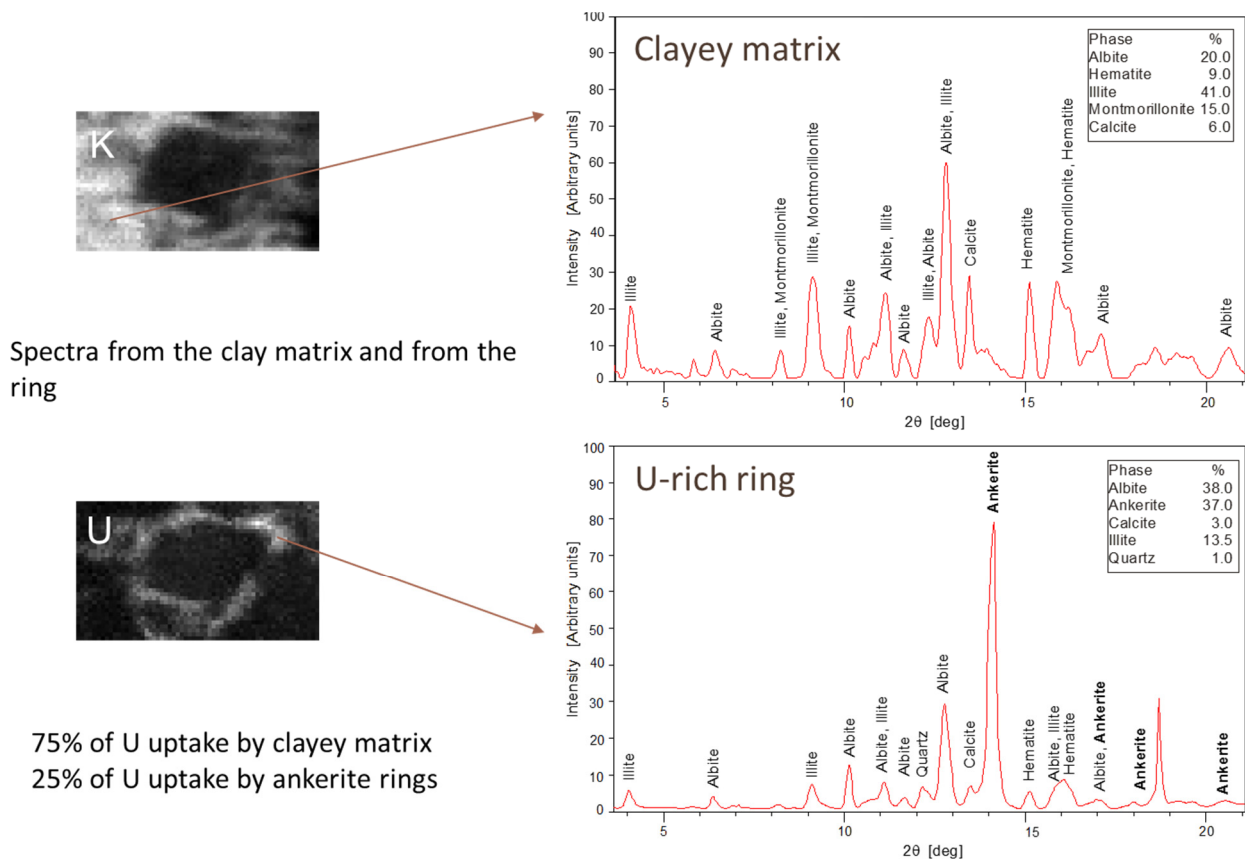 K
Spectra from the clay matrix and from the
ring
U
75% of U uptake by clayey matrix
25% of U uptake by ankerite rings
Clayey matrix
Phase %
Albite 20.0
Hematite 9.0
Illite 41.0
Montmorillonite 15.0
Calcite 6.0
Intensity [Arbitrary units]
100
90
80
70
60
50
40
30
20
10
0
Illite
Albite
Illite, Montmorillonite
Illite, Montmorillonite
Albite
Albite, Illite
Albite
Illite, Albite
Albite, Illite
Calcite
Hematite
Montmorillonite, Hematite
Albite
Albite
5 10 15 20
2θ [deg]
U-rich ring
Phase %
Albite 38.0
Ankerite 37.0
Calcite 3.0
Illite 13.5
Quartz 1.0
Intensity [Arbitrary units]
100
90
80
70
60
50
40
30
20
10
0
Illite
Albite
Illite
Albite
Albite, Illite
Albite
Quartz
Albite
Calcite
Ankerite
Hematite
Albite, Illite
Hematite
Albite, Ankerite
Ankerite
Ankerite
5 10 15 20
2θ [deg]